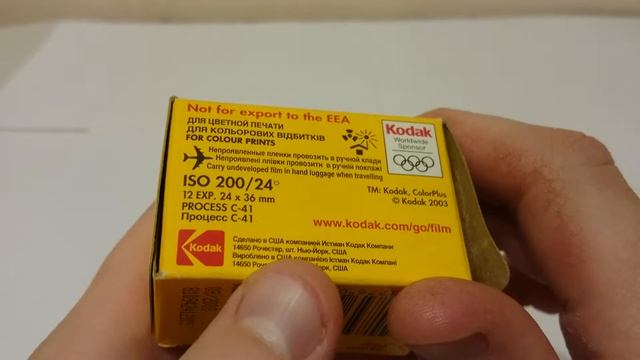 Not for export to the EEA
ДЛЯ ЦВЕТНОЙ ПЕЧАТИ
ДЛЯ КОЛЬОРОВИХ ВІДБИТКІВ
FOR COLOUR PRINTS
Непроявленные пленки провозить в ручной клади
Непроявлені плівки провозити в ручній поклажі
Carry undeveloped film in hand luggage when travelling
ISO 200/24°
12 EXP. 24 x 36 mm
PROCESS C-41
Процесс C-41
Kodak
Worldwide
Sponsor
TM: Kodak, ColorPlus
© Kodak 2003
www.kodak.com/go/film
Kodak
Сделано в США компанией Истман Кодак Компани
14650 Рочестер, шт. Нью-Йорк, США
Вироблено в США компанією Істман Кодак Компані
14650 США